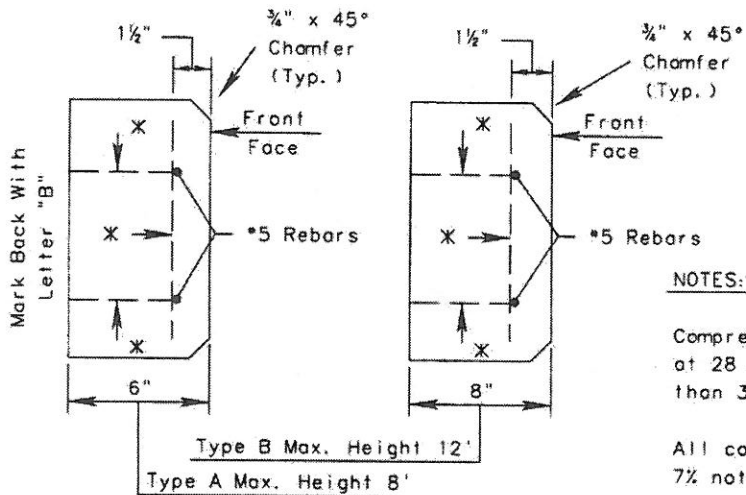 1½"
¾" x 45°
Chamfer
(Typ.)
Front
Face
Mark Back With
Letter "B"
#5 Rebars
6"
1½"
¾" x 45°
Chamfer
(Typ.)
Front
Face
#5 Rebars
8"
Type B Max. Height 12'
Type A Max. Height 8'
NOTES:
Compre
at 28
than 3
All co
7% not